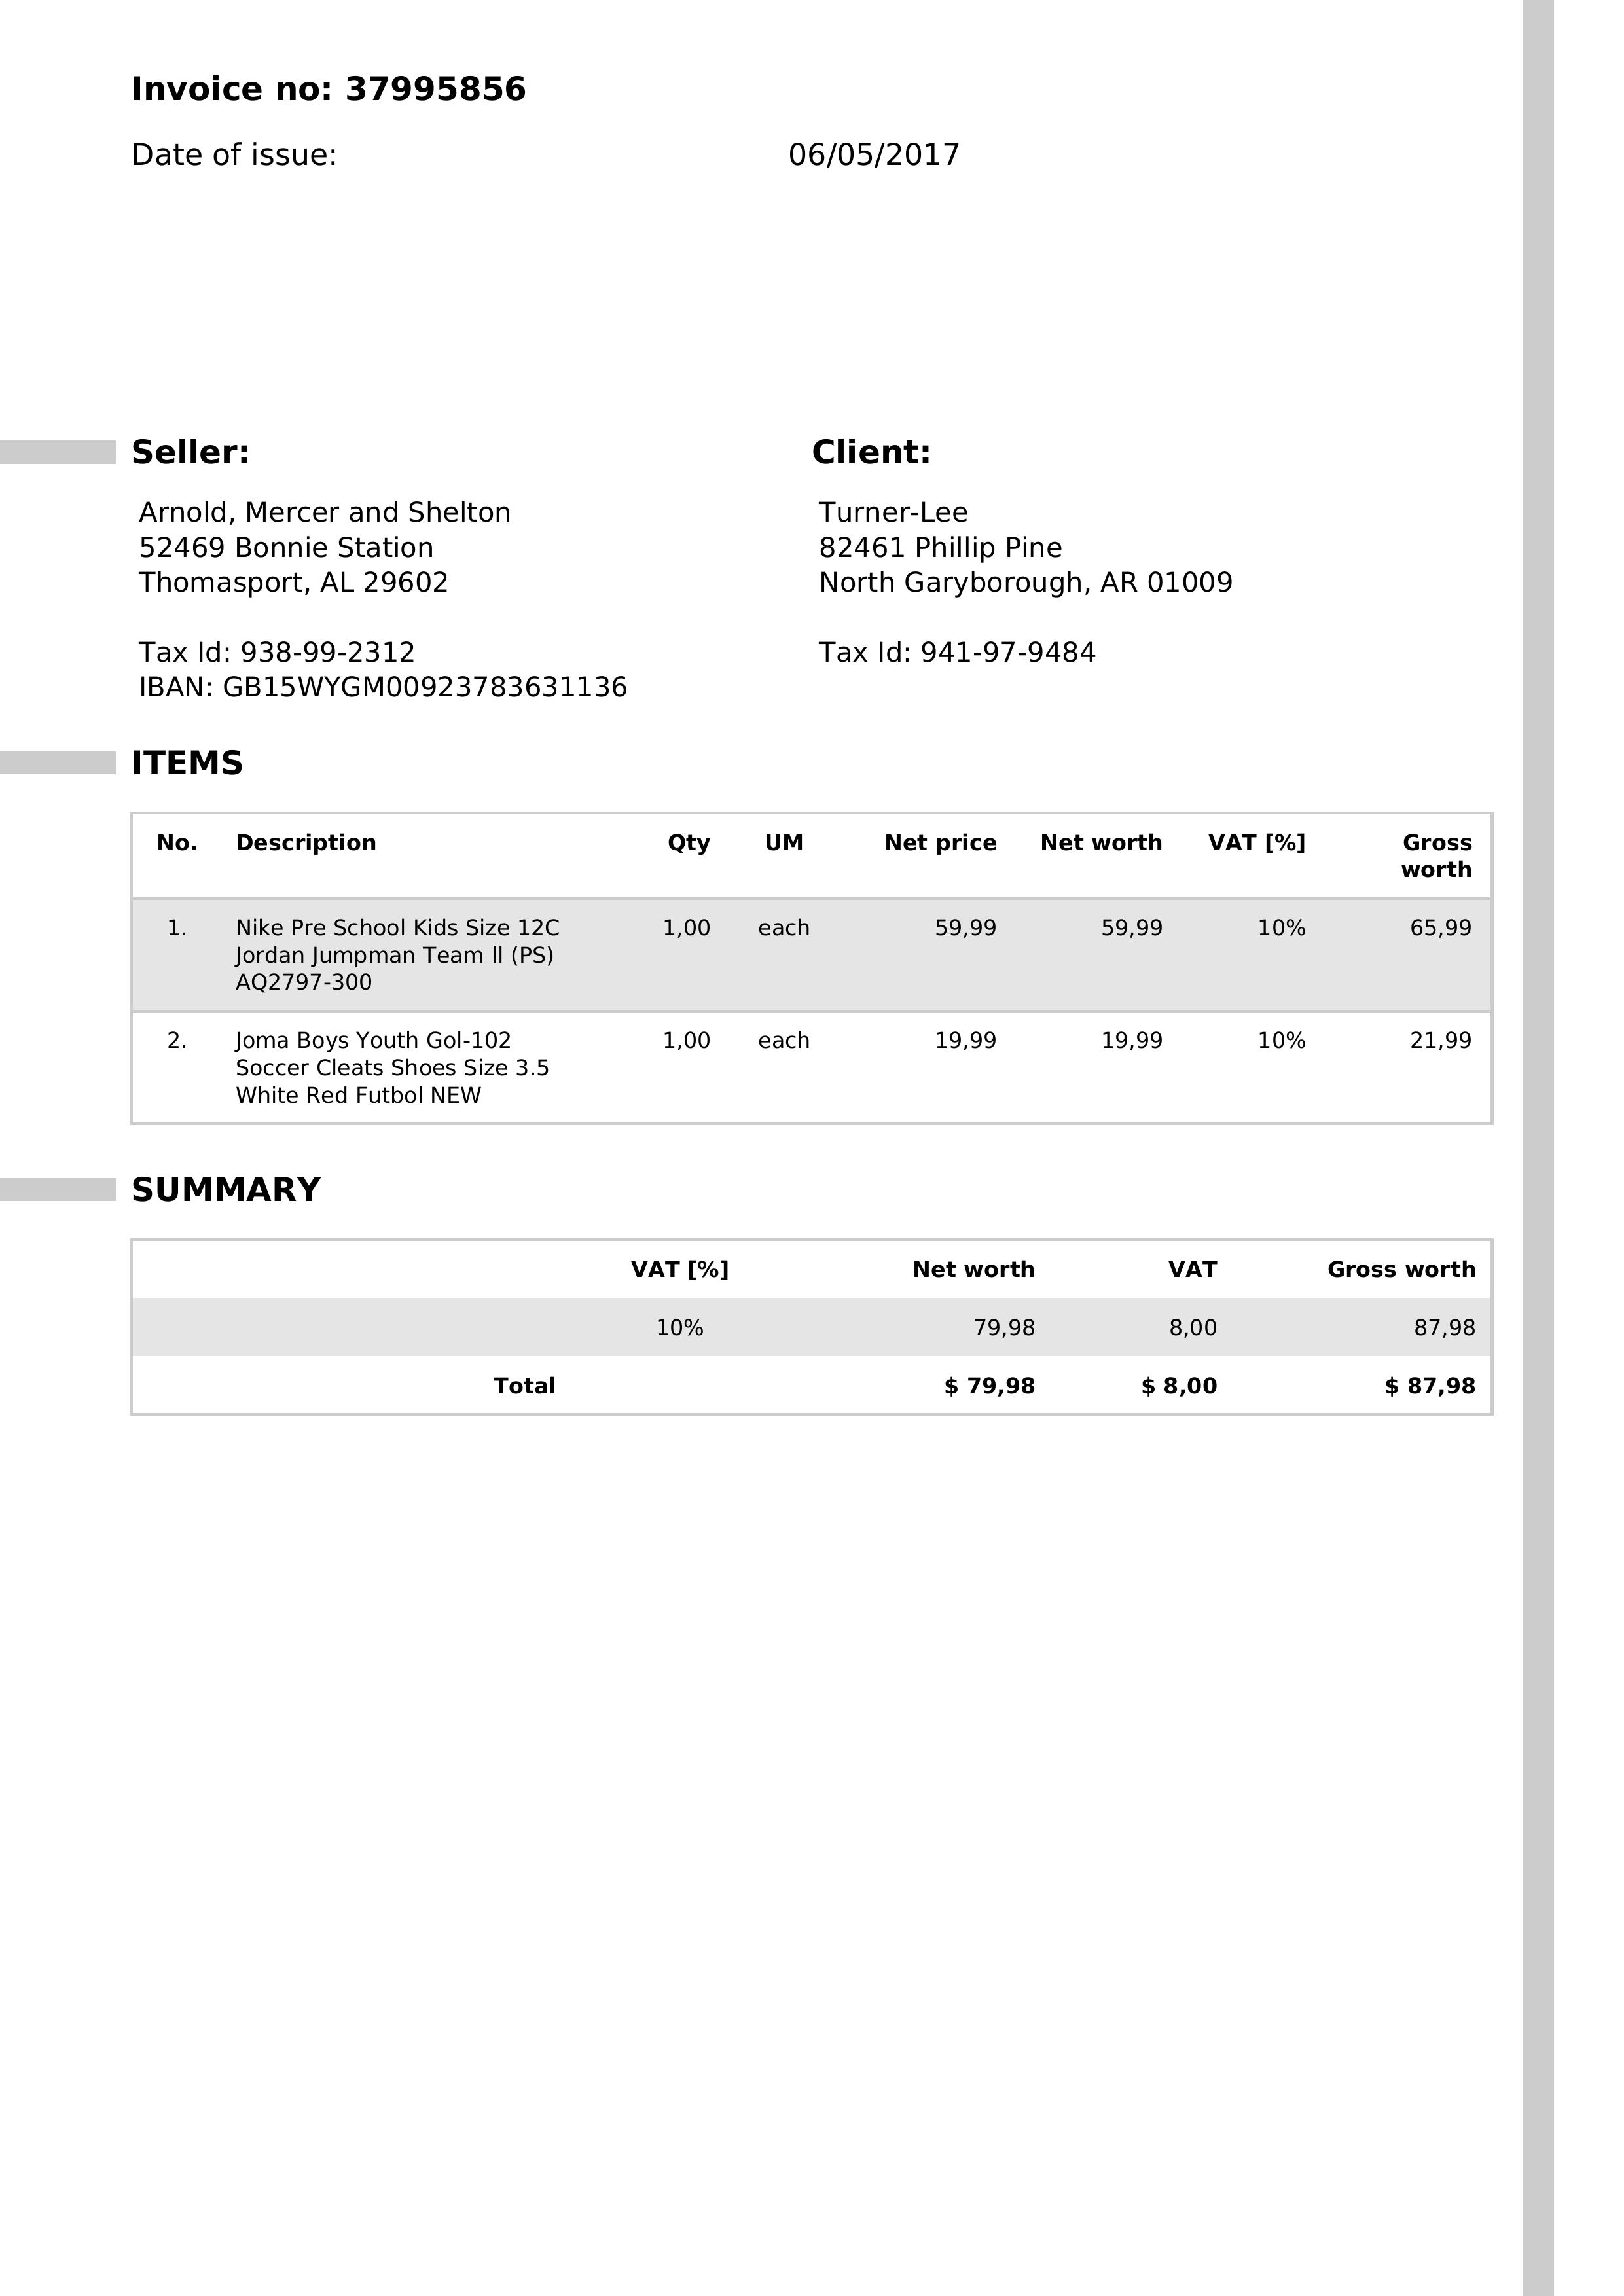 Invoice no: 37995856
Date of issue: 06/05/2017
Seller:
Arnold, Mercer and Shelton
52469 Bonnie Station
Thomasport, AL 29602
Tax Id: 938-99-2312
IBAN: GB15WYGM00923783631136
Client:
Turner-Lee
82461 Phillip Pine
North Garyborough, AR 01009
Tax Id: 941-97-9484
ITEMS
No. Description Qty UM Net price Net worth VAT [%] Gross
worth
1. Nike Pre School Kids Size 12C 1,00 each 59,99 59,99 10% 65,99
Jordan Jumpman Team ll (PS)
AQ2797-300
2. Joma Boys Youth Gol-102 1,00 each 19,99 19,99 10% 21,99
Soccer Cleats Shoes Size 3.5
White Red Futbol NEW
SUMMARY
VAT [%] Net worth VAT Gross worth
10% 79,98 8,00 87,98
Total $ 79,98 $ 8,00 $ 87,98